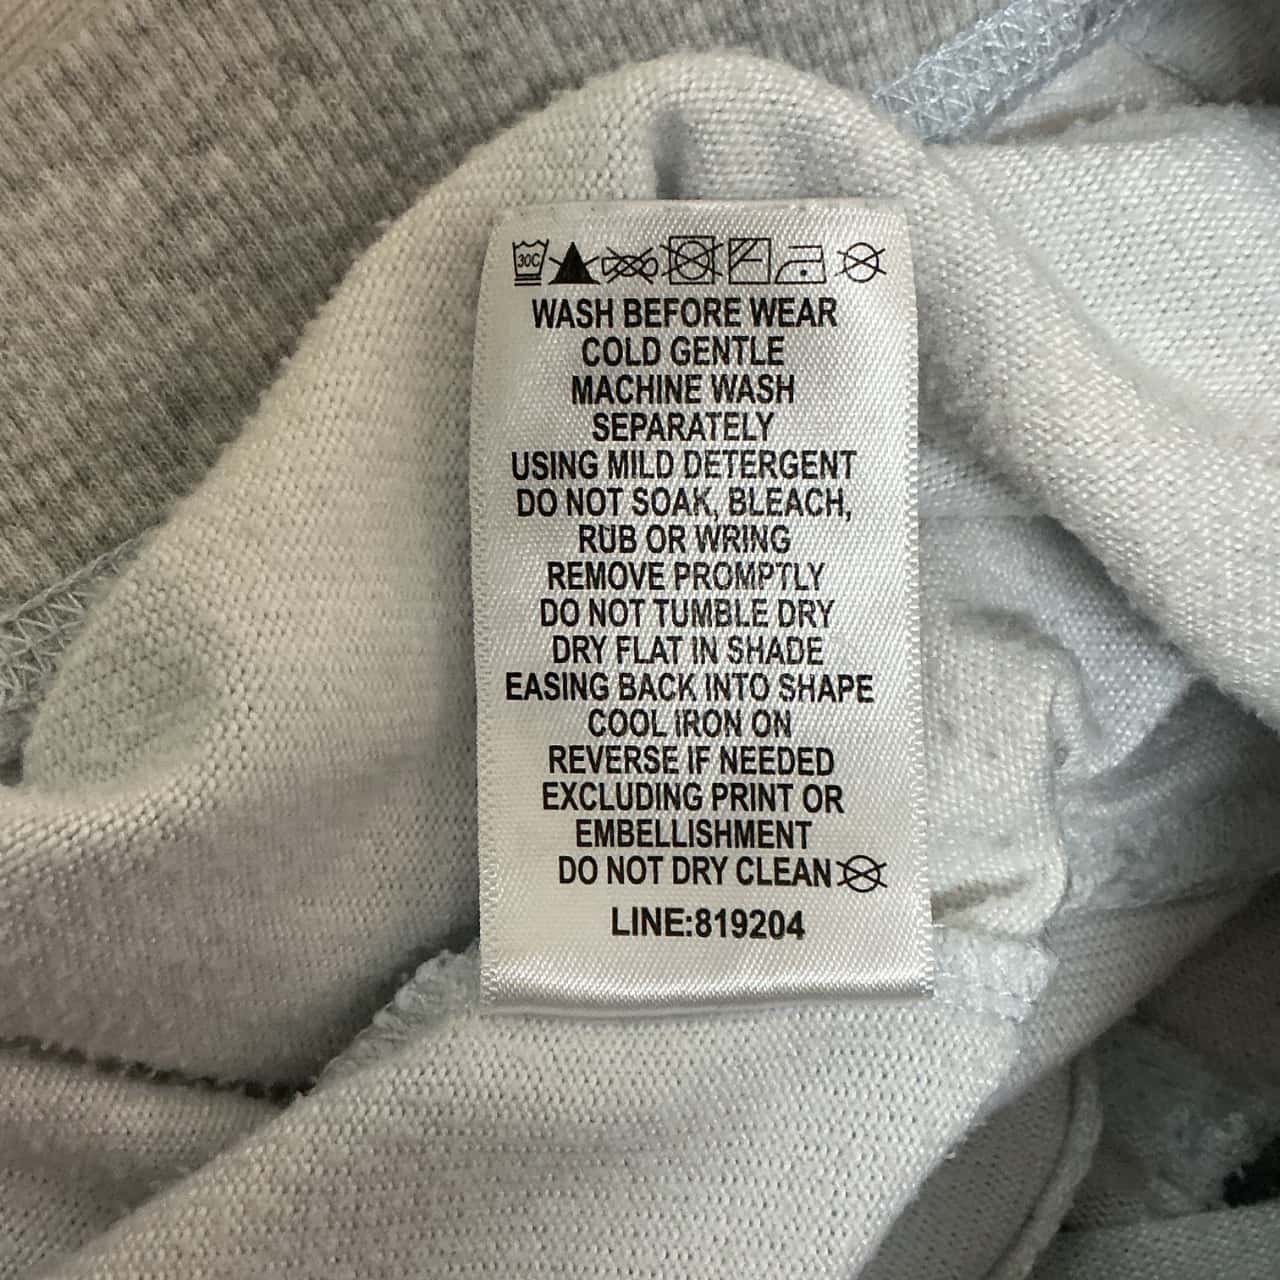 30C
WASH BEFORE WEAR
COLD GENTLE
MACHINE WASH
SEPARATELY
USING MILD DETERGENT
DO NOT SOAK, BLEACH,
RUB OR WRING
REMOVE PROMPTLY
DO NOT TUMBLE DRY
DRY FLAT IN SHADE
EASING BACK INTO SHAPE
COOL IRON ON
REVERSE IF NEEDED
EXCLUDING PRINT OR
EMBELLISHMENT
DO NOT DRY CLEAN
LINE:819204